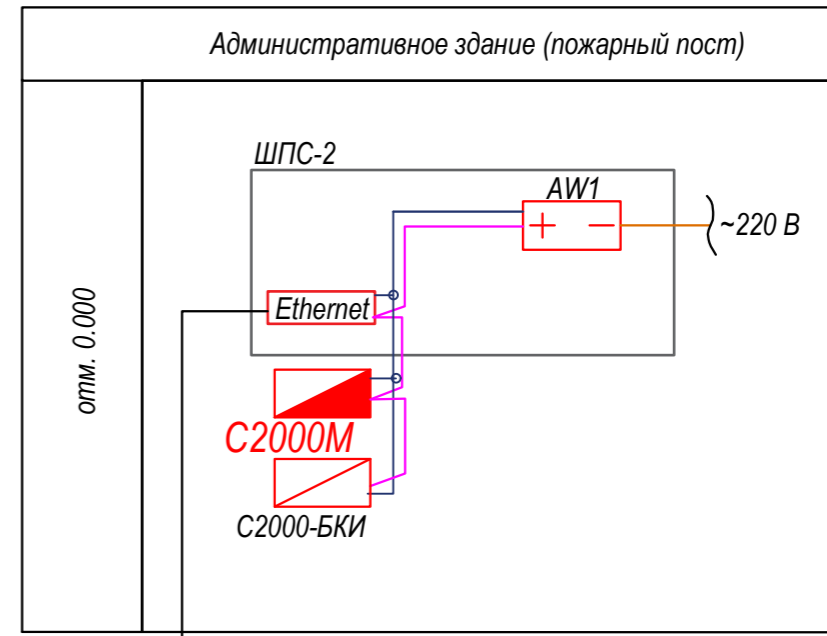 Административное здание (пожарный пост)
отм. 0.000
ШПС-2
AW1
+ −
~220 В
Ethernet
С2000М
С2000-БКИ